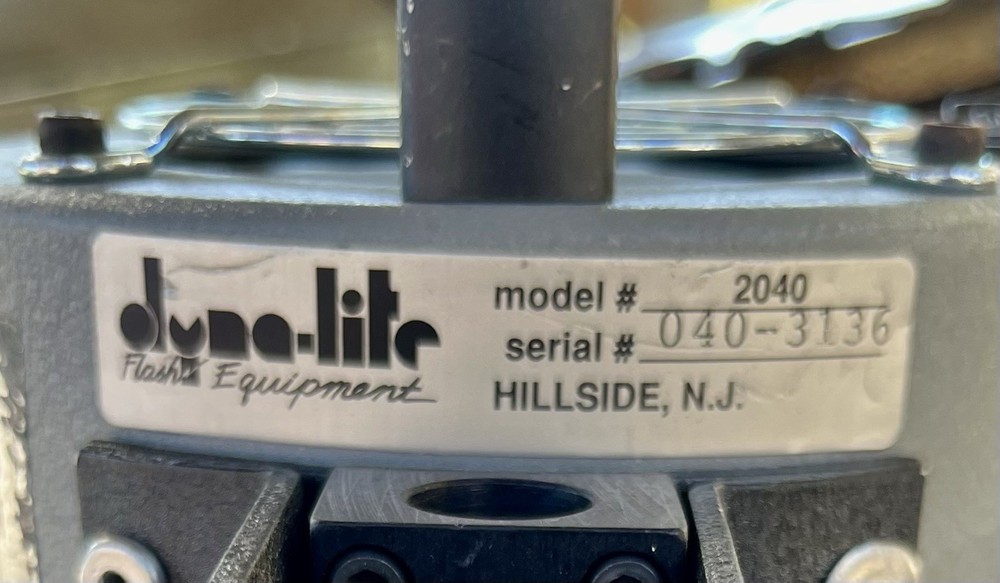 dyna-lite
Flash Equipment
model # 2040
serial # 040-3136
HILLSIDE, N.J.